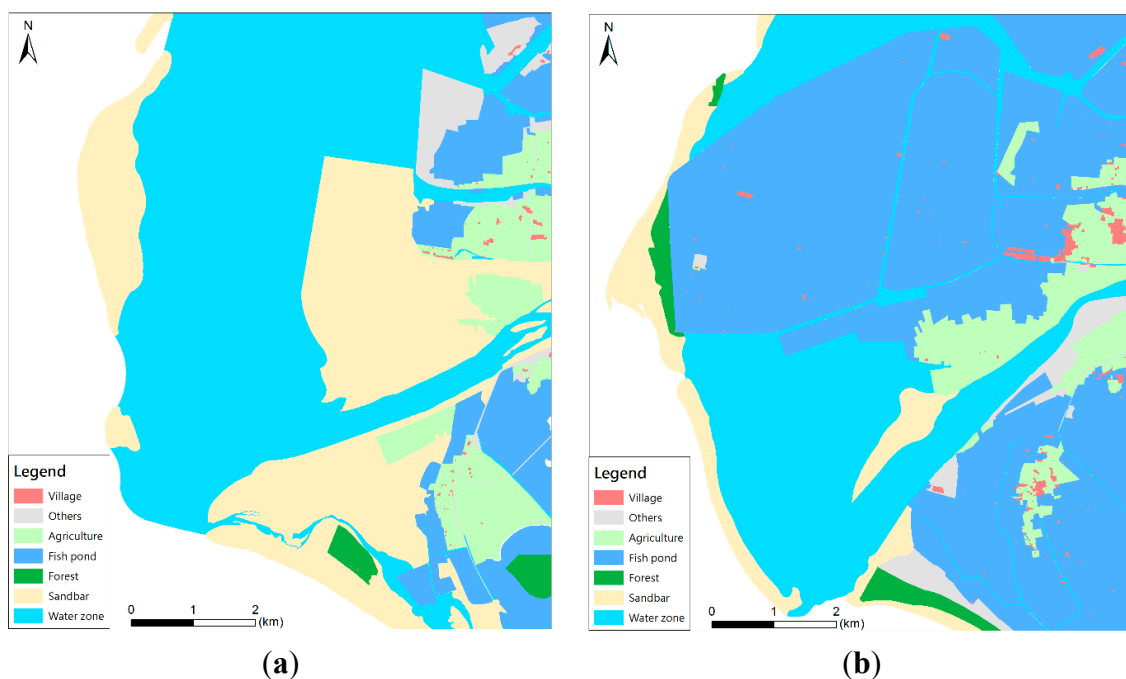 N
Legend
Village
Others
Agriculture
Fish pond
Forest
Sandbar
Water zone
0 1 2
(km)
(a)
N
Legend
Village
Others
Agriculture
Fish pond
Forest
Sandbar
Water zone
0 1 2
(km)
(b)